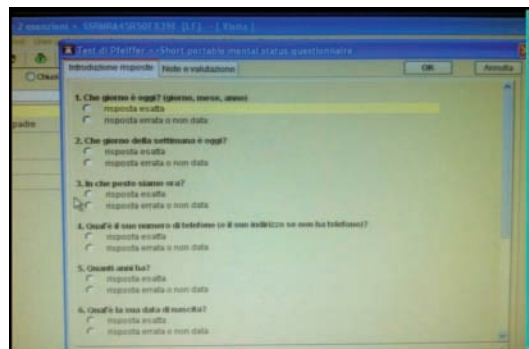 2 esenzioni
Test di Pfeiffer --Short portable mental status questionnaire
Introduzione risposte Note e valutazione OK Annulla
padre
1. Che giorno è oggi? (giorno, mese, anno)
risposta esatta
risposta errata o non data
2. Che giorno della settimana è oggi?
risposta esatta
risposta errata o non data
3. In che posto siamo ora?
risposta esatta
risposta errata o non data
4. Qual'è il suo numero di telefono (o il suo indirizzo se non ha telefono)?
risposta esatta
risposta errata o non data
5. Quanti anni ha?
risposta esatta
risposta errata o non data
6. Qual'è la sua data di nascita?
risposta esatta
risposta errata o non data